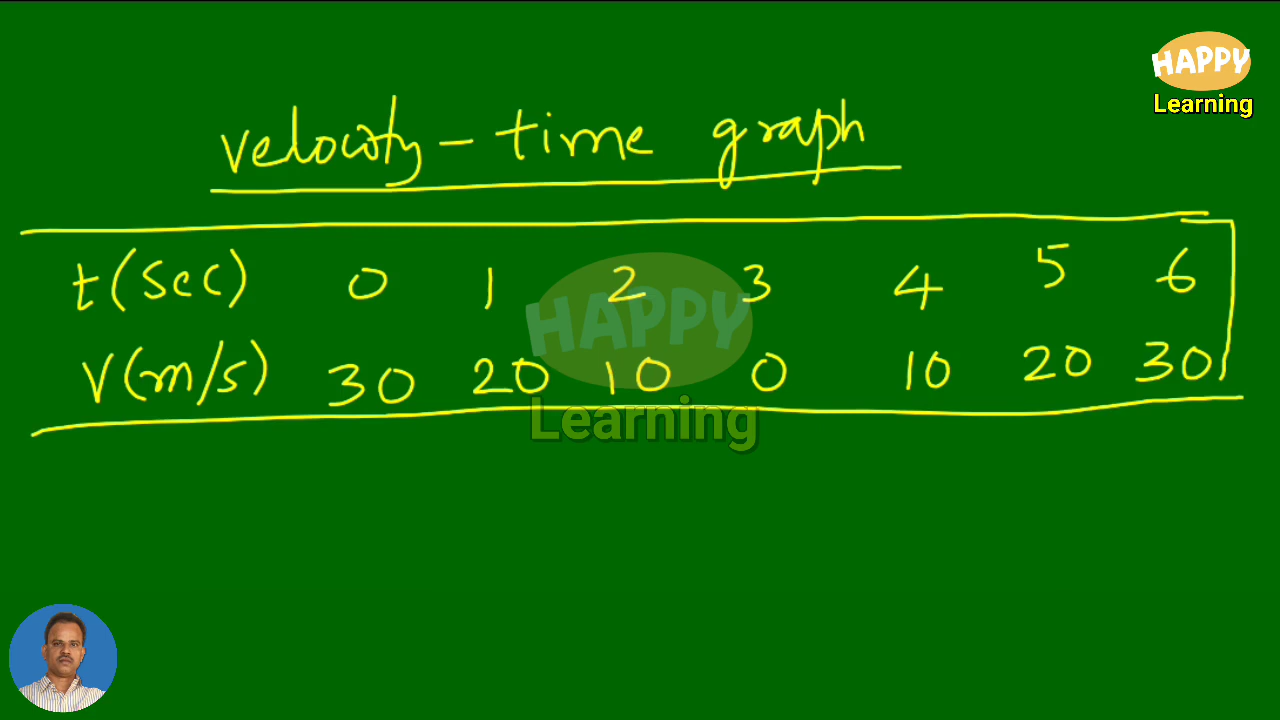 HAPPY
Learning
velocity - time graph
t (sec) 0 1 2 3 4 5 6
V (m/s) 30 20 10 0 10 20 30
HAPPY
Learning